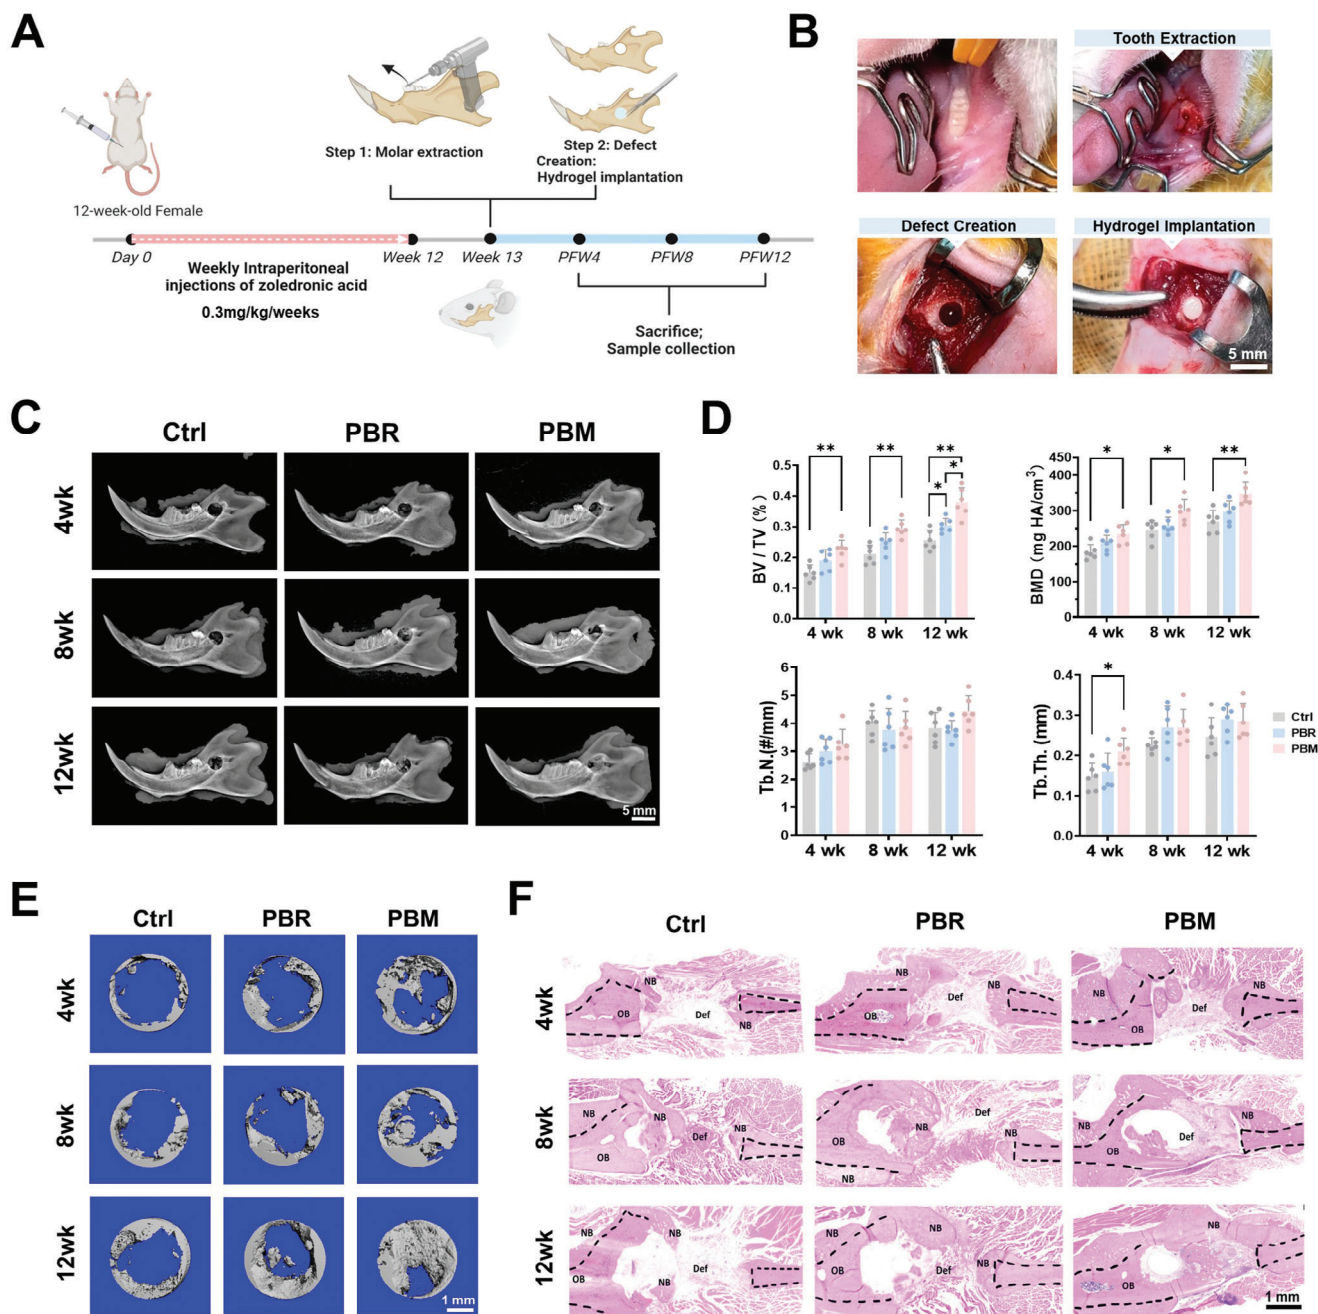 A
Step 1: Molar extraction
Step 2: Defect
Creation:
Hydrogel implantation
12-week-old Female
Day 0
Week 12
Week 13
PFW4
PFW8
PFW12
Weekly Intraperitoneal
injections of zoledronic acid
0.3mg/kg/weeks
Sacrifice;
Sample collection
B
Tooth Extraction
Defect Creation
Hydrogel Implantation
5 mm
C
Ctrl
PBR
PBM
4wk
8wk
12wk
5 mm
D
BV / TV (%)
0.5
0.4
0.3
0.2
0.1
0.0
** ** ** * *
4 wk 8 wk 12 wk
BMD (mg HA/cm³)
450
350
300
250
200
150
100
50
0
* * **
4 wk 8 wk 12 wk
Tb.N.(#/mm)
6
5
4
3
2
1
0
4 wk 8 wk 12 wk
Tb.Th. (mm)
0.4
0.3
0.2
0.1
0.0
*
4 wk 8 wk 12 wk
Ctrl
PBR
PBM
E
Ctrl
PBR
PBM
4wk
8wk
12wk
1 mm
F
Ctrl
PBR
PBM
4wk
NB
OB
Def
NB
NB
OB
Def
NB
NB
OB
Def
NB
8wk
NB
OB
NB
Def
NB
OB
NB
NB
Def
NB
NB
OB
Def
NB
12wk
NB
OB
NB
Def
NB
OB
NB
Def
NB
OB
NB
1 mm